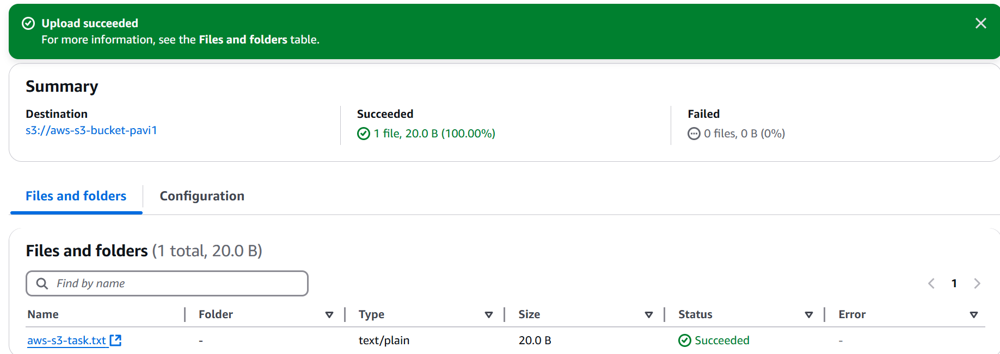 Upload succeeded
For more information, see the Files and folders table.
Summary
Destination
s3://aws-s3-bucket-pavi1
Succeeded
1 file, 20.0 B (100.00%)
Failed
0 files, 0 B (0%)
Files and folders
Configuration
Files and folders (1 total, 20.0 B)
Find by name
1
Name Folder Type Size Status Error
aws-s3-task.txt - text/plain 20.0 B Succeeded -